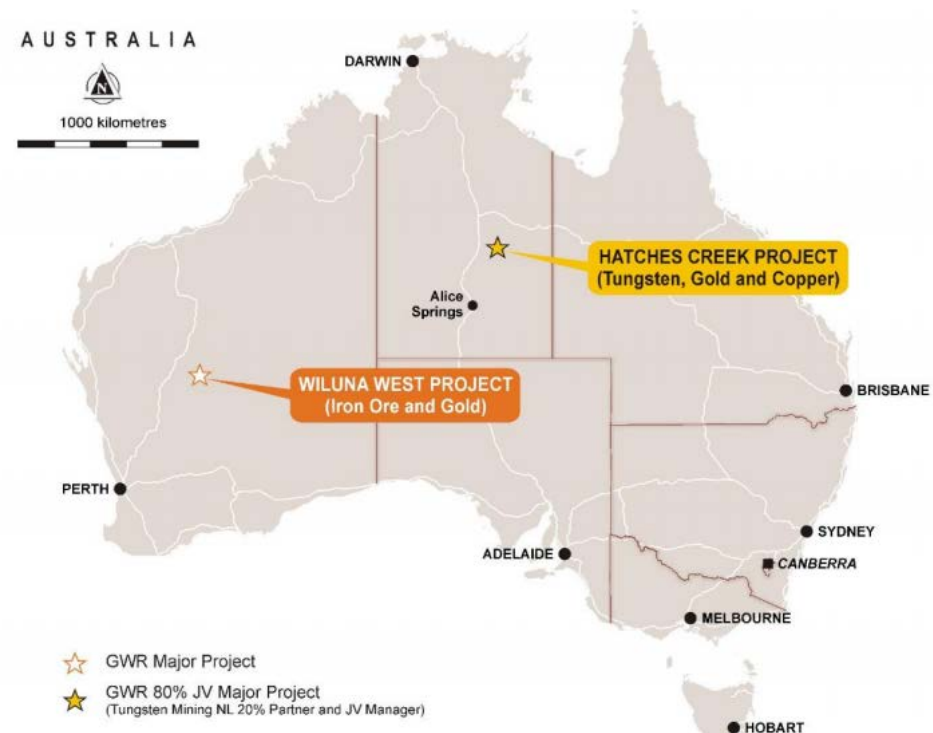 AUSTRALIA
N
1000 kilometres
DARWIN
HATCHES CREEK PROJECT
(Tungsten, Gold and Copper)
Alice
Springs
WILUNA WEST PROJECT
(Iron Ore and Gold)
BRISBANE
PERTH
SYDNEY
ADELAIDE
CANBERRA
MELBOURNE
GWR Major Project
GWR 80% JV Major Project
(Tungsten Mining NL 20% Partner and JV Manager)
HOBART